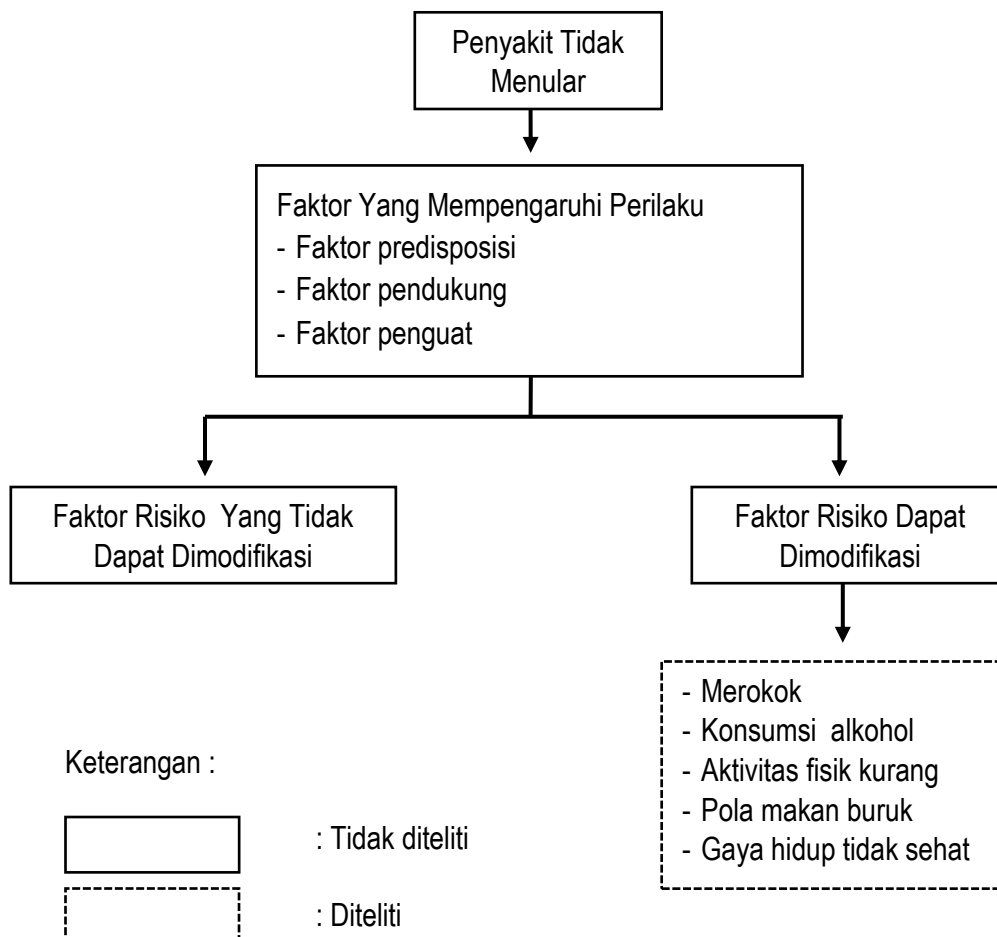 Penyakit Tidak
Menular
Faktor Yang Mempengaruhi Perilaku
- Faktor predisposisi
- Faktor pendukung
- Faktor penguat
Faktor Risiko Yang Tidak
Dapat Dimodifikasi
Faktor Risiko Dapat
Dimodifikasi
- Merokok
- Konsumsi alkohol
- Aktivitas fisik kurang
- Pola makan buruk
- Gaya hidup tidak sehat
Keterangan :
: Tidak diteliti
: Diteliti